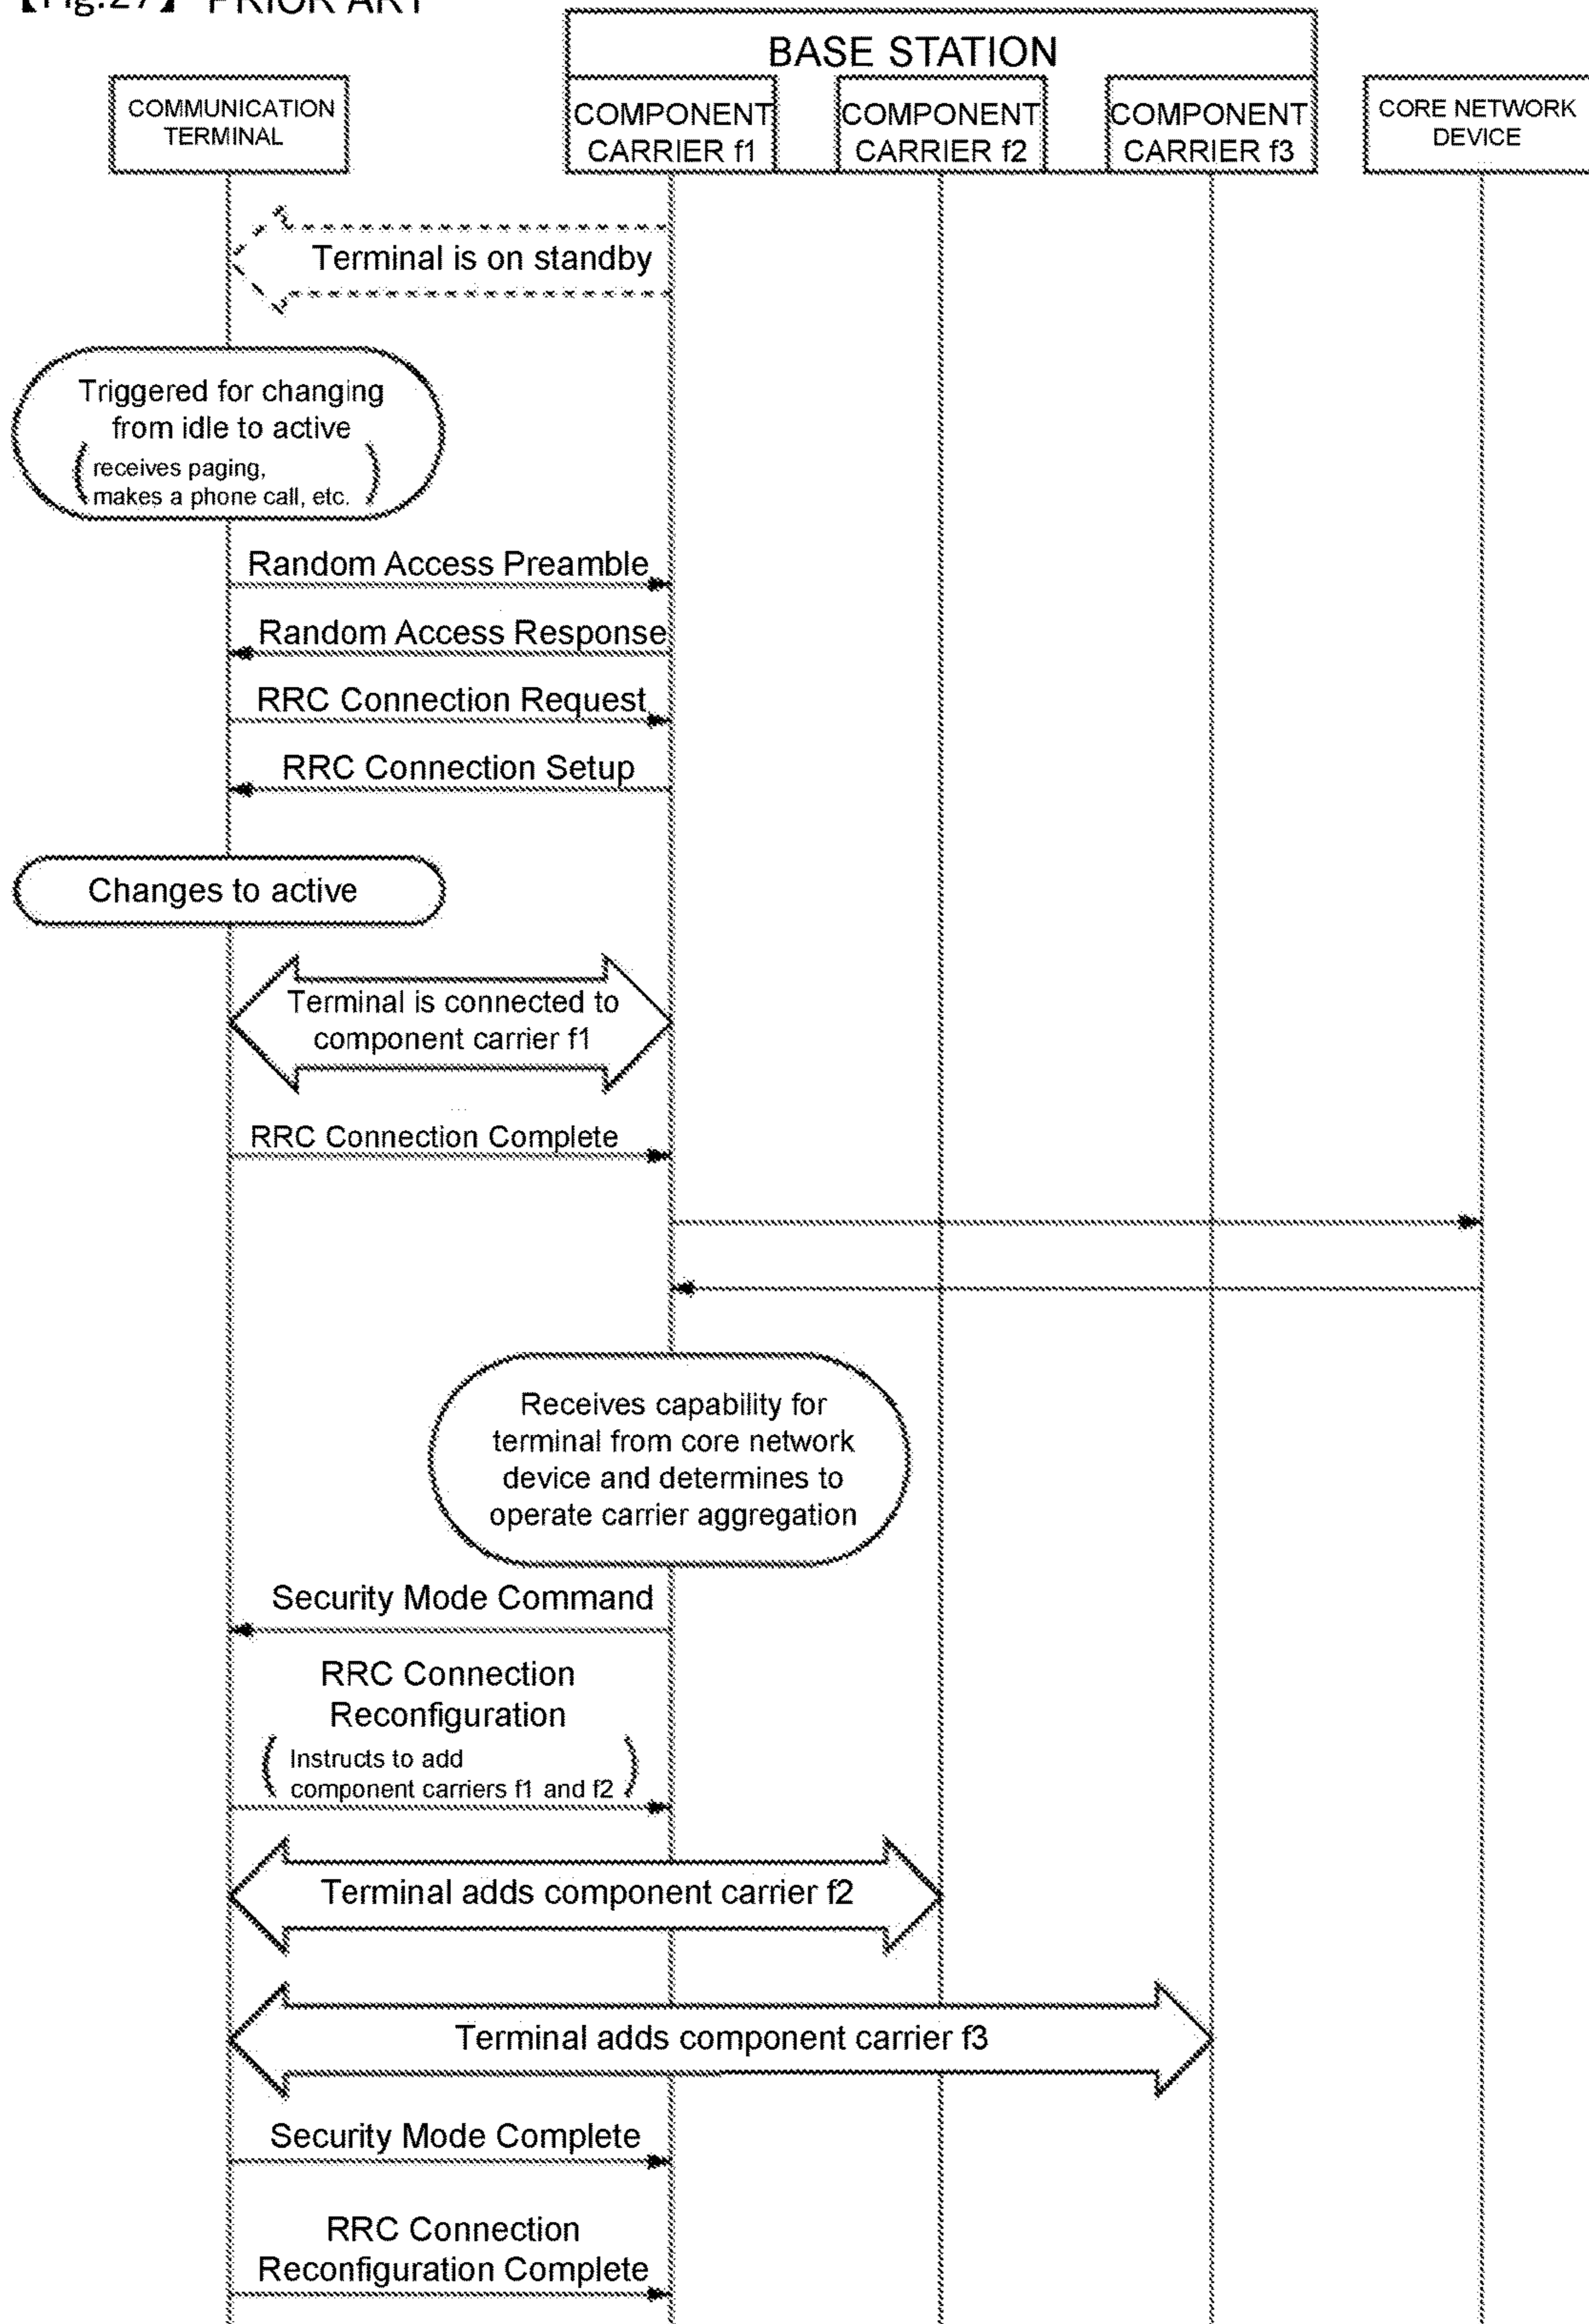 【Fig.27】 PRIOR ART
BASE STATION
COMMUNICATION
TERMINAL
COMPONENT
CARRIER f1
COMPONENT
CARRIER f2
COMPONENT
CARRIER f3
CORE NETWORK
DEVICE
Terminal is on standby
Triggered for changing
from idle to active
( receives paging,
makes a phone call, etc. )
Random Access Preamble
Random Access Response
RRC Connection Request
RRC Connection Setup
Changes to active
Terminal is connected to
component carrier f1
RRC Connection Complete
Receives capability for
terminal from core network
device and determines to
operate carrier aggregation
Security Mode Command
RRC Connection
Reconfiguration
( Instructs to add
component carriers f1 and f2 )
Terminal adds component carrier f2
Terminal adds component carrier f3
Security Mode Complete
RRC Connection
Reconfiguration Complete